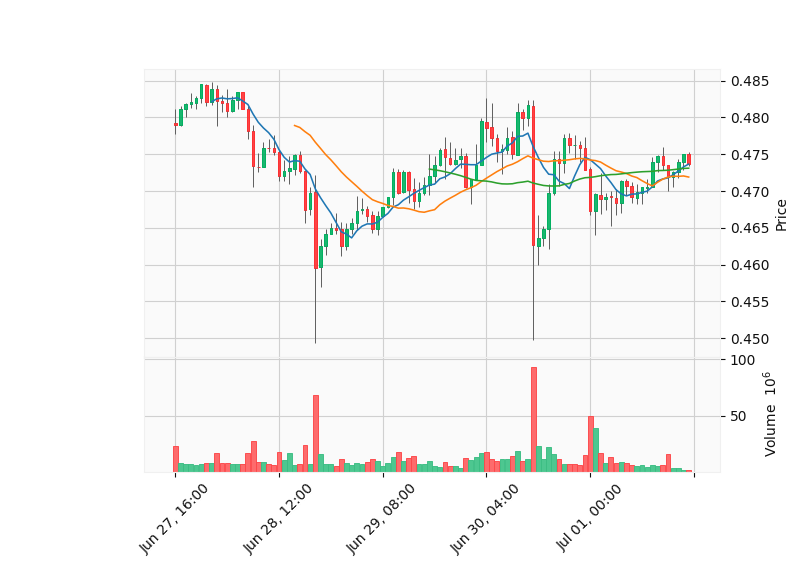 0.485
0.480
0.475
0.470
0.465
0.460
0.455
0.450
Price
100
50
Volume 10^6
Jun 27, 16:00
Jun 28, 12:00
Jun 29, 08:00
Jun 30, 04:00
Jul 01, 00:00